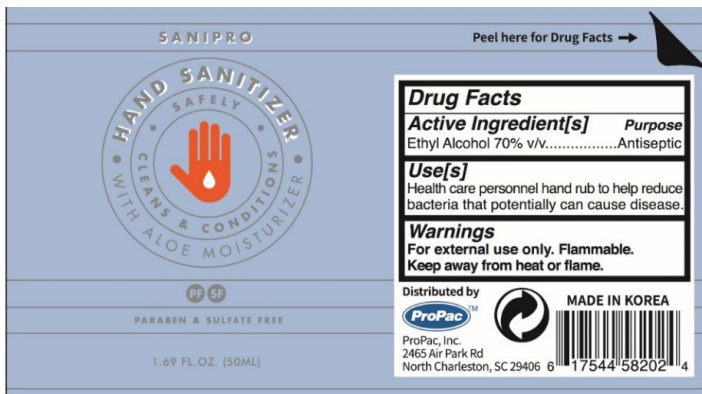 SANIPRO
HAND SANITIZER
WITH ALOE MOISTURIZER
SAFELY
CLEANS & CONDITIONS
PF SF
PARABEN & SULFATE FREE
1.69 FL.OZ. (50ML)
Peel here for Drug Facts →
Drug Facts
Active Ingredient[s] Purpose
Ethyl Alcohol 70% v/v.................Antiseptic
Use[s]
Health care personnel hand rub to help reduce
bacteria that potentially can cause disease.
Warnings
For external use only. Flammable.
Keep away from heat or flame.
Distributed by
ProPac™
ProPac, Inc.
2465 Air Park Rd
North Charleston, SC 29406
MADE IN KOREA
6 17544 58202 4